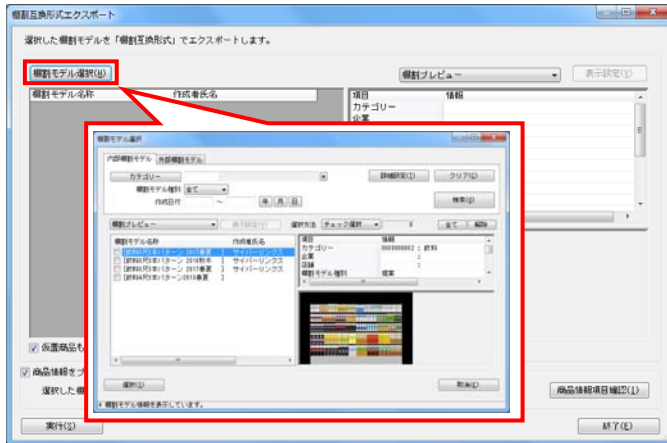 棚割互換形式エクスポート
選択した棚割モデルを「棚割互換形式」でエクスポートします。
棚割モデル選択(M)
棚割プレビュー
表示設定(V)
棚割モデル名称 作成者氏名
項目 情報
カテゴリー
企業
棚割モデル選択
内部棚割モデル 外部棚割モデル
カテゴリー
詳細設定(T)
クリア(C)
棚割モデル種別 全て
作成日付 ～ 年 月 日
検索(Q)
棚割プレビュー
表示設定(V)
選択方法 チェック選択
全て 解除
棚割モデル名称 作成者氏名
項目 情報
カテゴリー : 飲料
企業 :
店舗 :
棚割モデル種別 提案
サイバーリンクス
サイバーリンクス
サイバーリンクス
サイバーリンクス
選択(S)
取消(L)
棚割モデル情報を表示しています。
仮置商品も
商品情報をプ
選択した棚
商品情報項目確認(I)
実行(S)
終了(E)